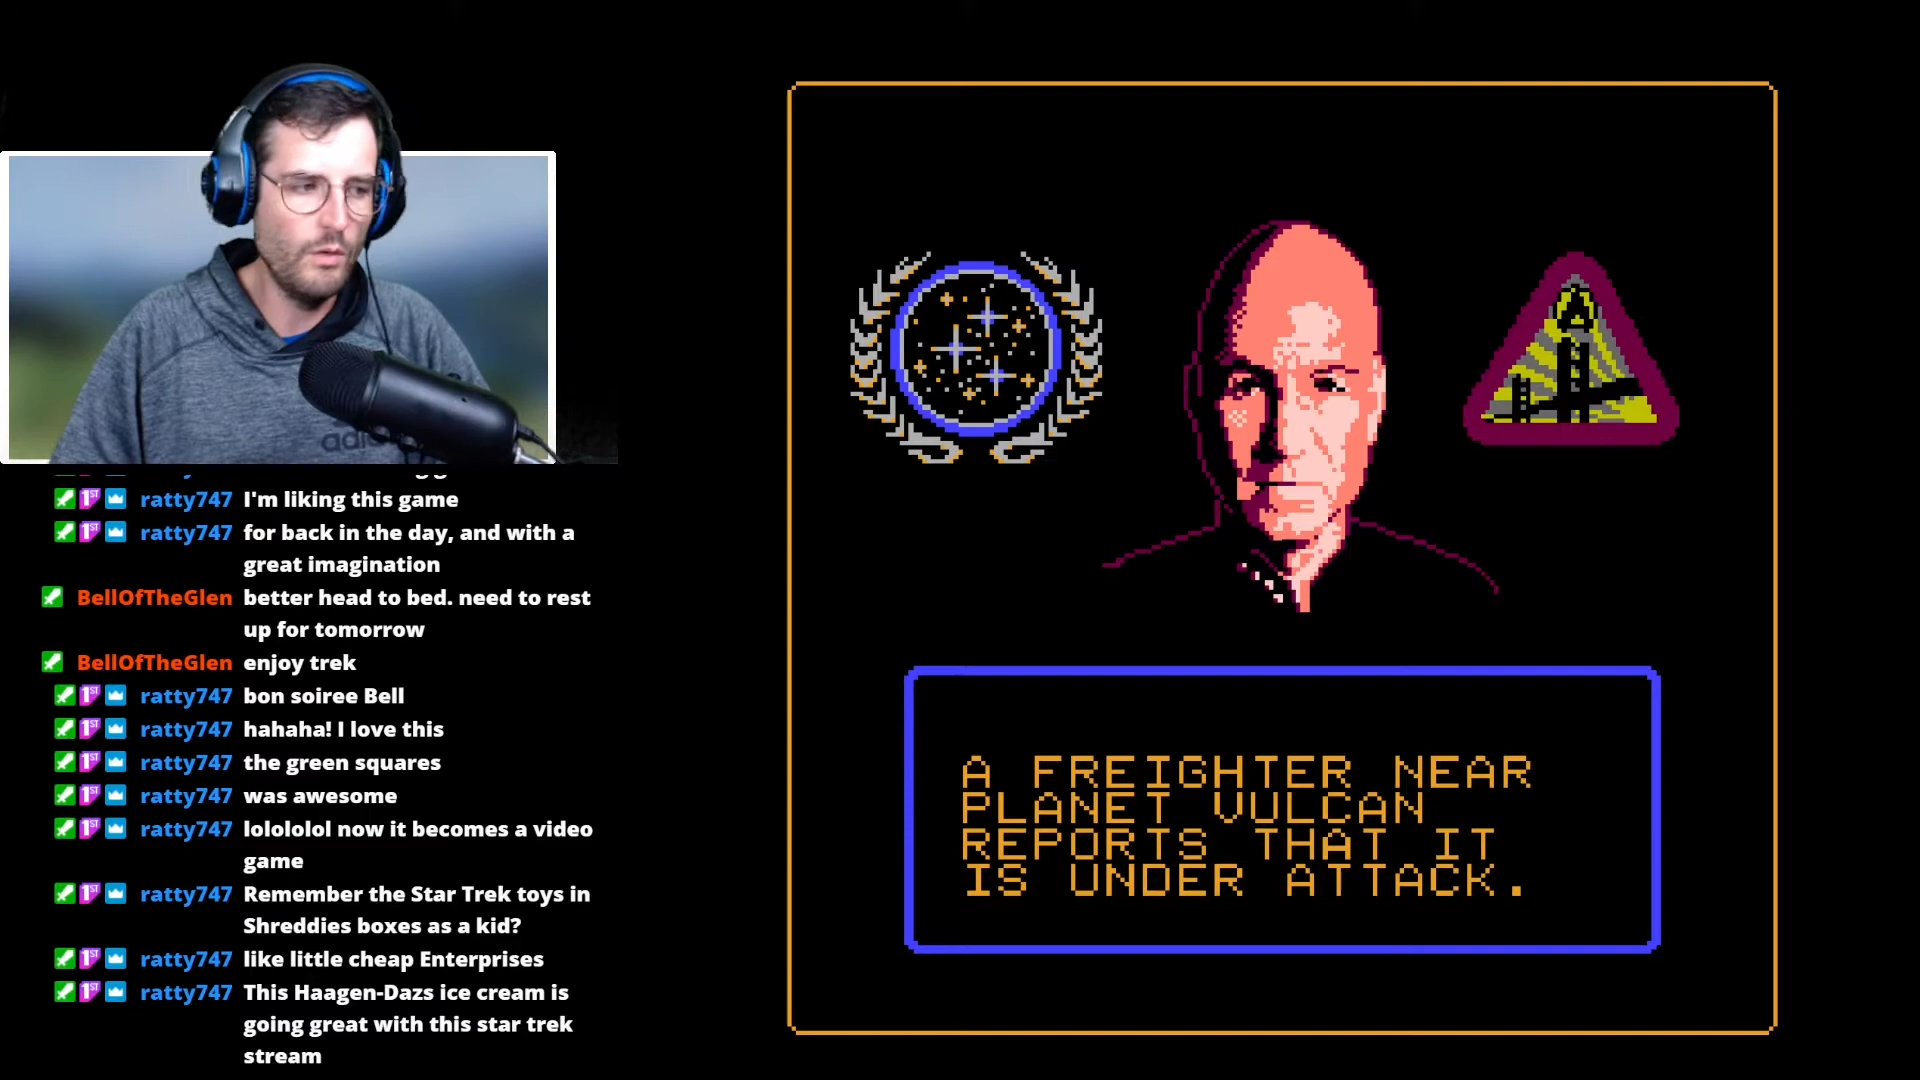 ratty747 I'm liking this game
ratty747 for back in the day, and with a
great imagination
BellOfTheGlen better head to bed. need to rest
up for tomorrow
BellOfTheGlen enjoy trek
ratty747 bon soiree Bell
ratty747 hahaha! I love this
ratty747 the green squares
ratty747 was awesome
ratty747 lolololol now it becomes a video
game
ratty747 Remember the Star Trek toys in
Shreddies boxes as a kid?
ratty747 like little cheap Enterprises
ratty747 This Haagen-Dazs ice cream is
going great with this star trek
stream
A FREIGHTER NEAR
PLANET VULCAN
REPORTS THAT IT
IS UNDER ATTACK.